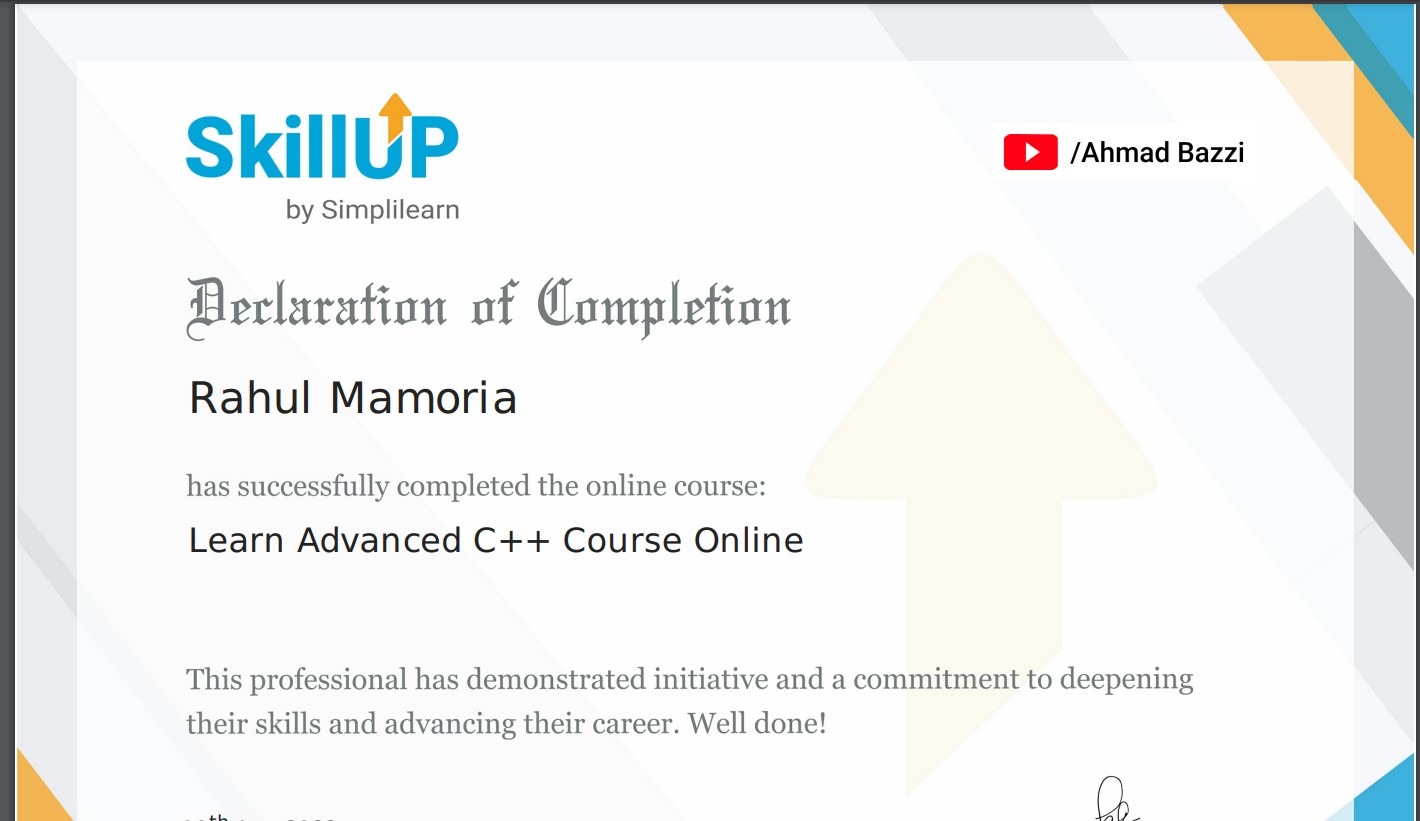 SkillUP
by Simplilearn
/Ahmad Bazzi
Declaration of Completion
Rahul Mamoria
has successfully completed the online course:
Learn Advanced C++ Course Online
This professional has demonstrated initiative and a commitment to deepening
their skills and advancing their career. Well done!